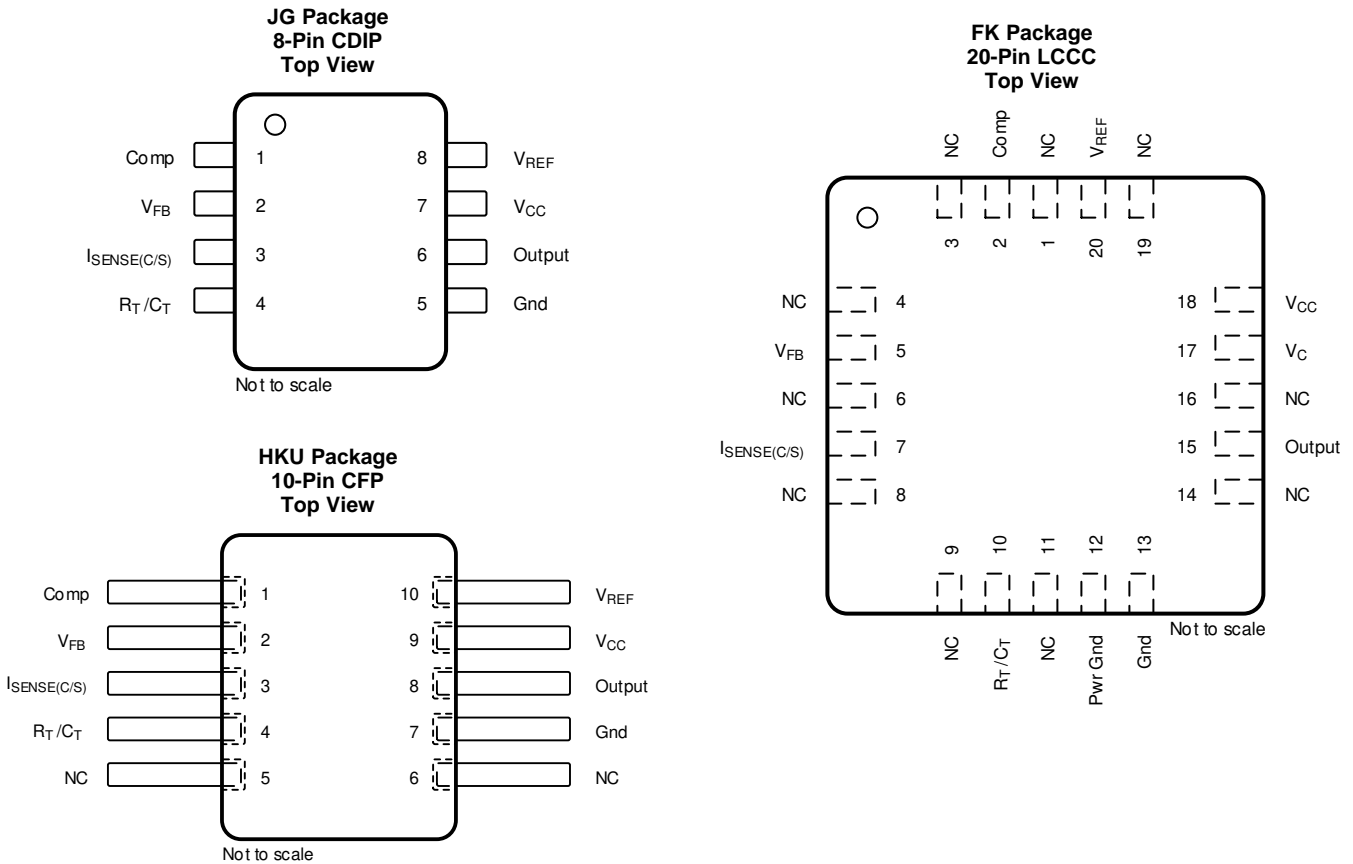 JG Package
8-Pin CDIP
Top View
Comp 1 8 VREF
VFB 2 7 VCC
ISENSE(C/S) 3 6 Output
RT/CT 4 5 Gnd
Not to scale
HKU Package
10-Pin CFP
Top View
Comp 1 10 VREF
VFB 2 9 VCC
ISENSE(C/S) 3 8 Output
RT/CT 4 7 Gnd
NC 5 6 NC
Not to scale
FK Package
20-Pin LCCC
Top View
NC Comp NC VREF NC
3 2 1 20 19
NC 4 18 VCC
VFB 5 17 VC
NC 6 16 NC
ISENSE(C/S) 7 15 Output
NC 8 14 NC
9 10 11 12 13
NC RT/CT NC Pwr Gnd Gnd
Not to scale